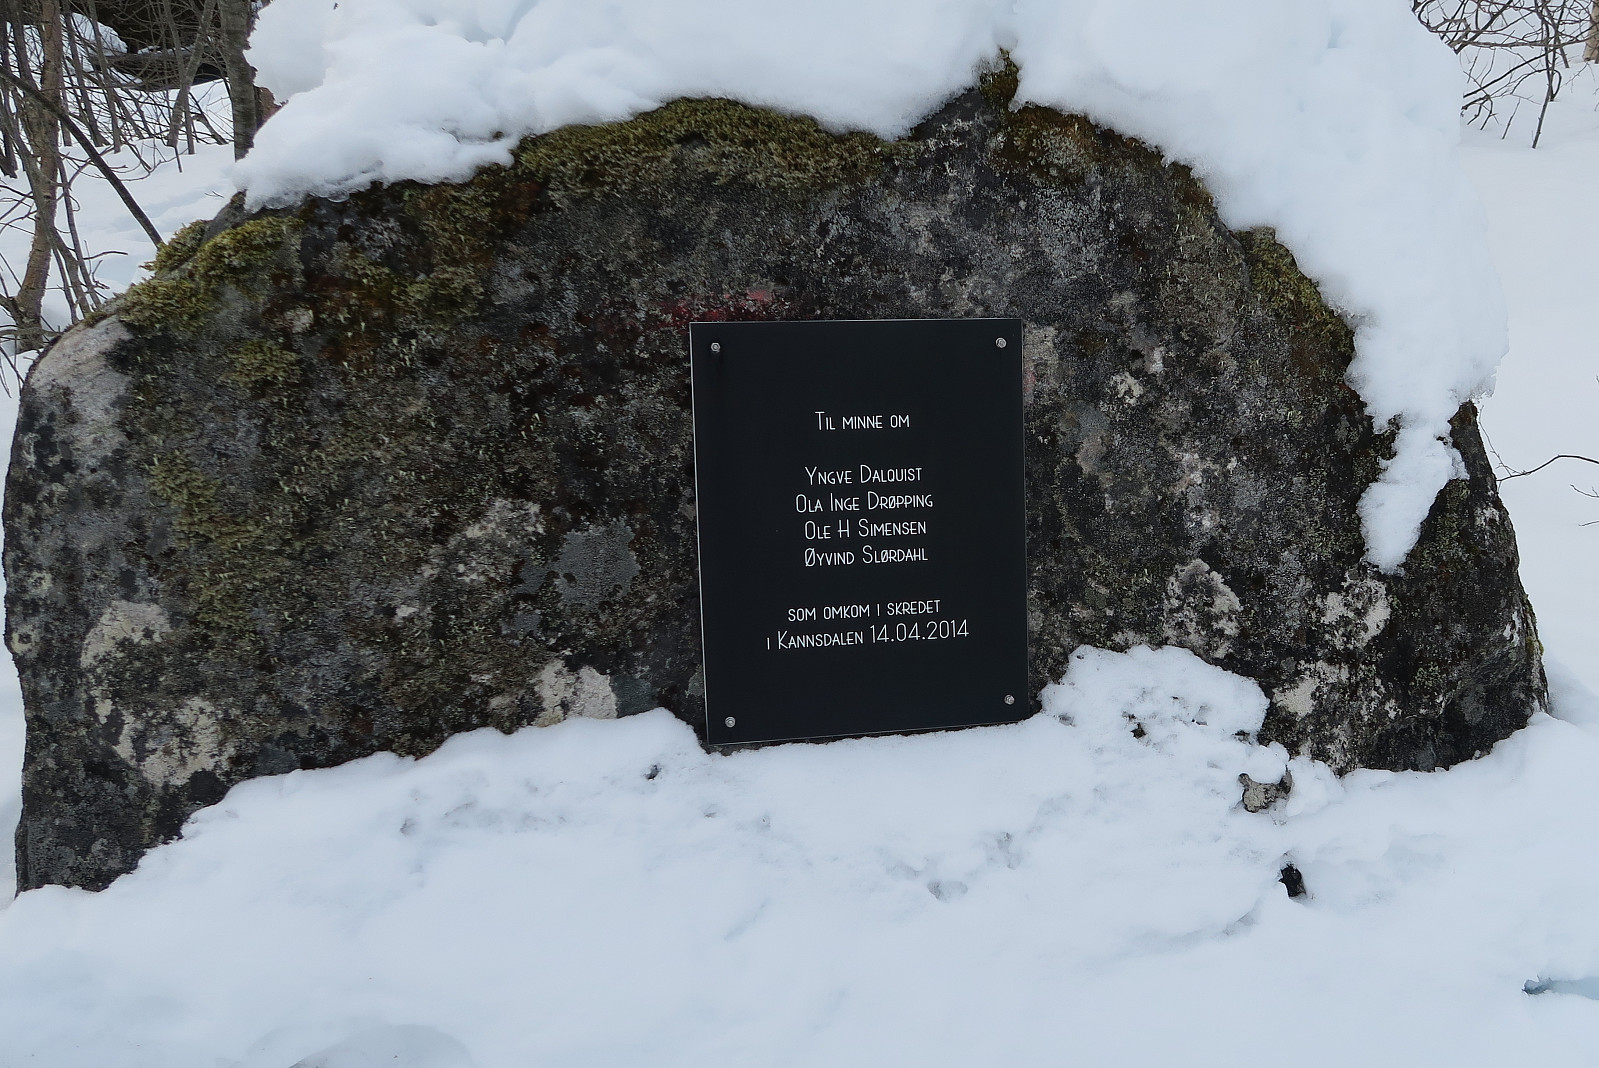 Til minne om
Yngve Dalquist
Ola Inge Drøpping
Ole H Simensen
Øyvind Slørdahl
som omkom i skredet
i Kannsdalen 14.04.2014